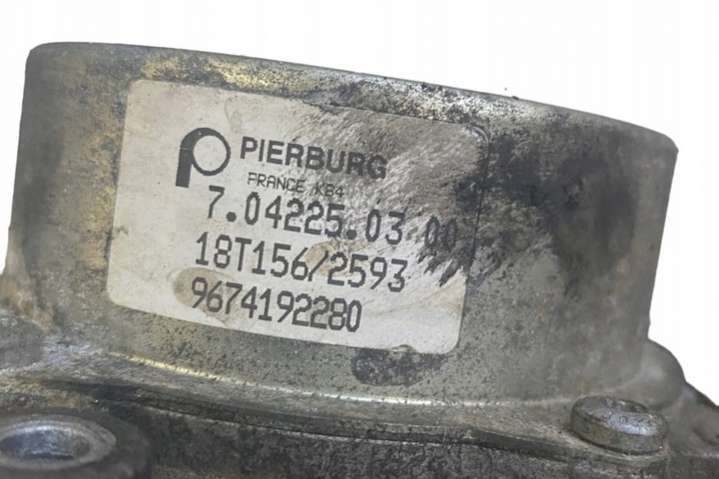 PIERBURG
FRANCE KB4
7.04225.03 00
18T156/2593
9674192280